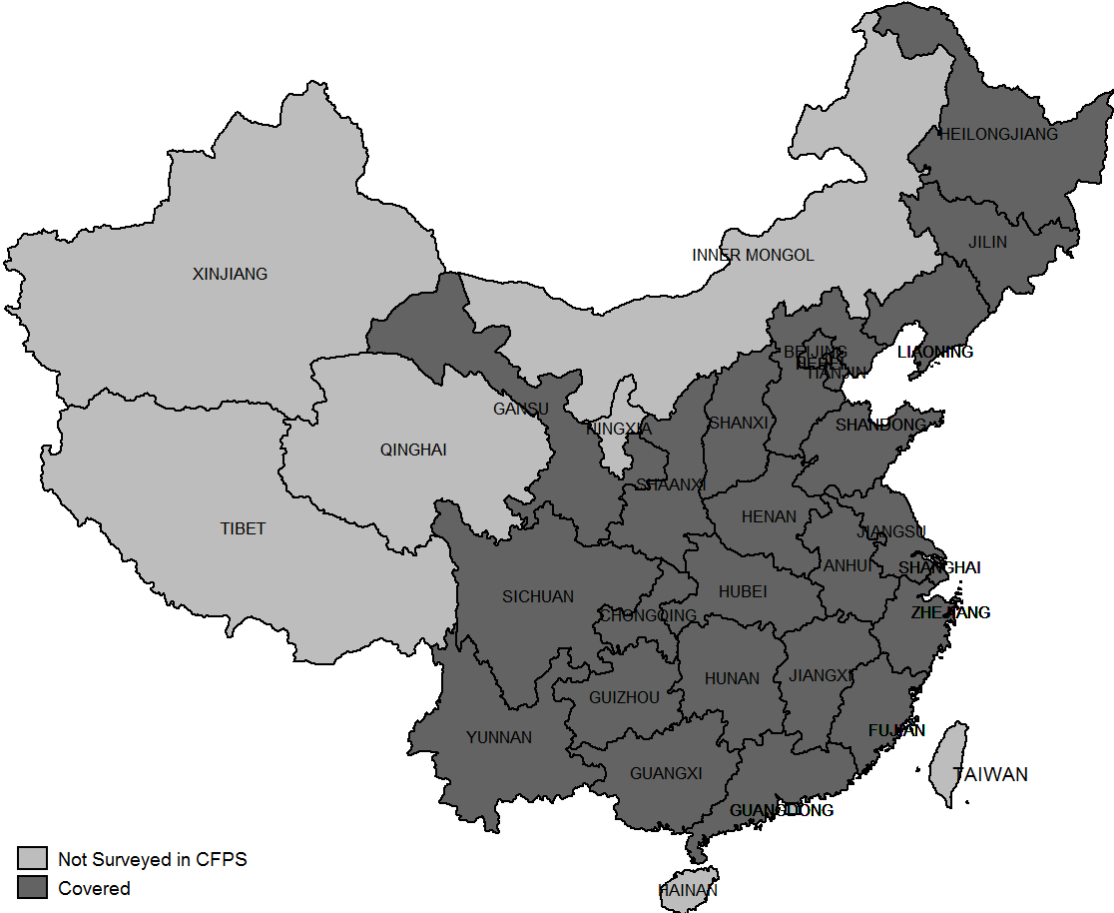 HEILONGJIANG
JILIN
INNER MONGOL
XINJIANG
BEIJING
LIAONING
HEBEI
TIANJIN
GANSU
NINGXIA
SHANXI
SHANDONG
QINGHAI
SHAANXI
HENAN
TIBET
JIANGSU
ANHUI
SHANGHAI
SICHUAN
HUBEI
CHONGQING
ZHEJIANG
HUNAN
JIANGXI
GUIZHOU
YUNNAN
FUJIAN
GUANGXI
TAIWAN
GUANGDONG
Not Surveyed in CFPS
Covered
HAINAN